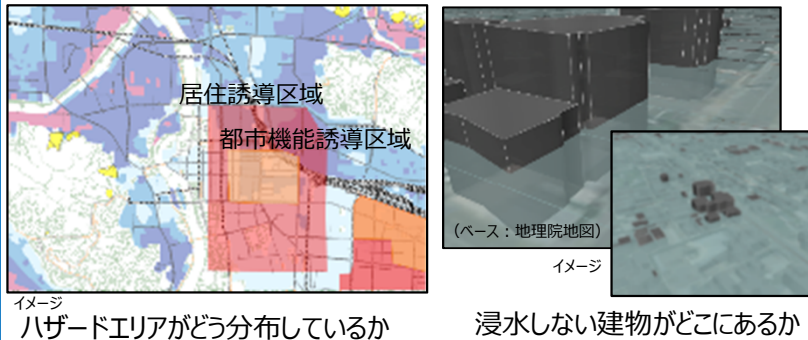 居住誘導区域
都市機能誘導区域
イメージ
ハザードエリアがどう分布しているか
（ベース：地理院地図）
イメージ
浸水しない建物がどこにあるか